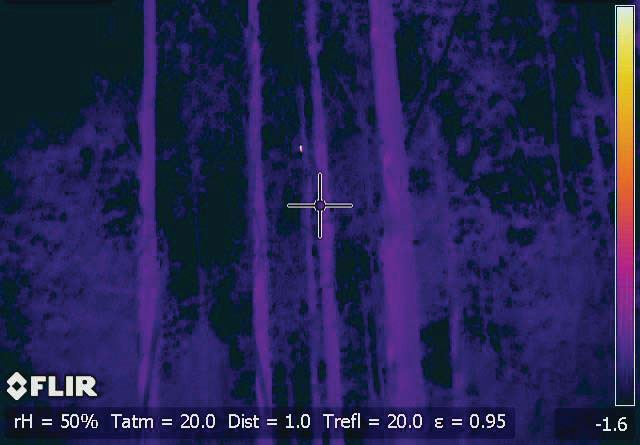 FLIR
rH = 50% Tatm = 20.0 Dist = 1.0 Trefl = 20.0 ε = 0.95
-1.6